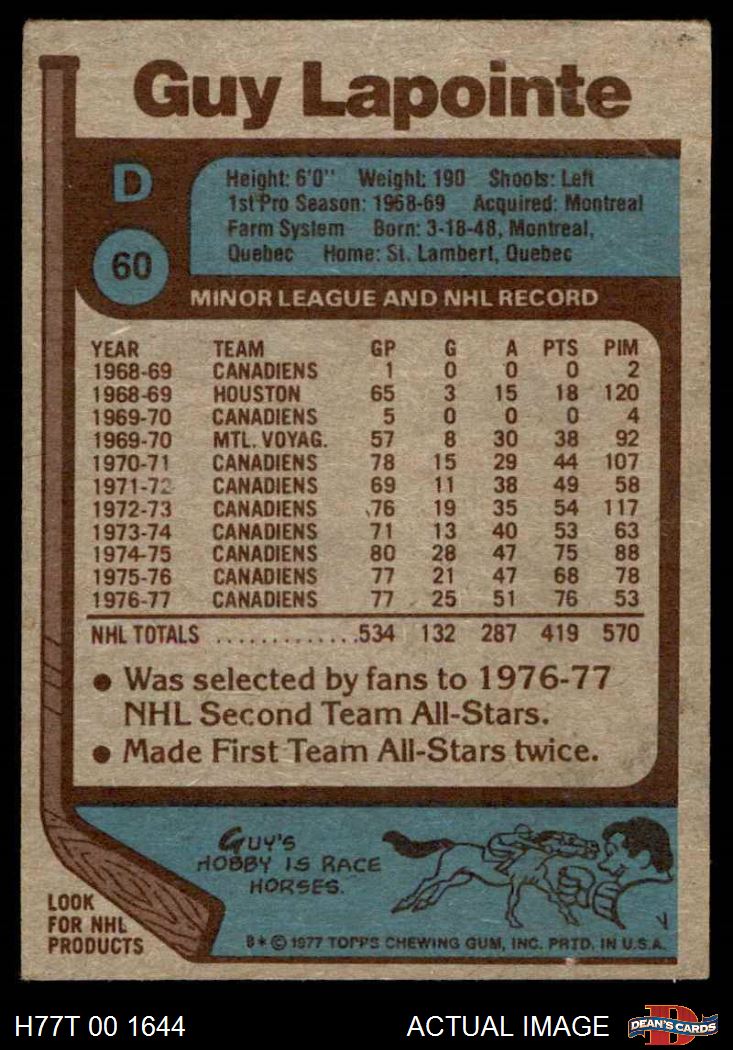 Guy Lapointe
D
60
Height: 6'0" Weight: 190 Shoots: Left
1st Pro Season: 1968-69 Acquired: Montreal
Farm System Born: 3-18-48, Montreal,
Quebec Home: St. Lambert, Quebec
MINOR LEAGUE AND NHL RECORD
YEAR TEAM GP G A PTS PIM
1968-69 CANADIENS 1 0 0 0 2
1968-69 HOUSTON 65 3 15 18 120
1969-70 CANADIENS 5 0 0 0 4
1969-70 MTL. VOYAG. 57 8 30 38 92
1970-71 CANADIENS 78 15 29 44 107
1971-72 CANADIENS 69 11 38 49 58
1972-73 CANADIENS 76 19 35 54 117
1973-74 CANADIENS 71 13 40 53 63
1974-75 CANADIENS 80 28 47 75 88
1975-76 CANADIENS 77 21 47 68 78
1976-77 CANADIENS 77 25 51 76 53
NHL TOTALS ..............534 132 287 419 570
● Was selected by fans to 1976-77
NHL Second Team All-Stars.
● Made First Team All-Stars twice.
GUY'S
HOBBY IS RACE
HORSES.
LOOK
FOR NHL
PRODUCTS
B * © 1977 TOPPS CHEWING GUM, INC. PRTD. IN U.S.A.
H77T 00 1644 ACTUAL IMAGE DEAN'S CARDS